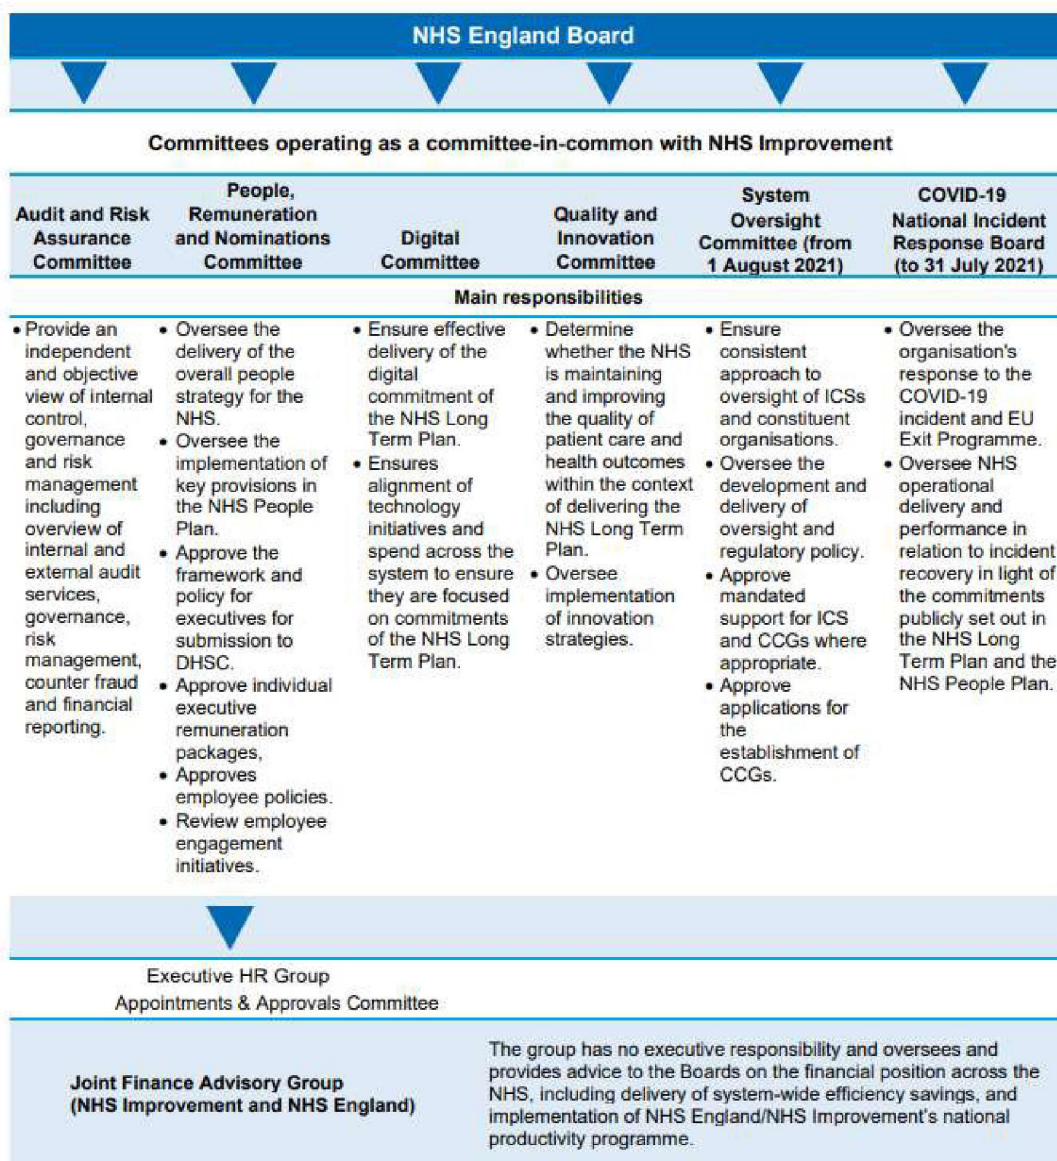 NHS England Board
Committees operating as a committee-in-common with NHS Improvement
Audit and Risk
Assurance
Committee
People,
Remuneration
and Nominations
Committee
Digital
Committee
Quality and
Innovation
Committee
System
Oversight
Committee (from
1 August 2021)
COVID-19
National Incident
Response Board
(to 31 July 2021)
Main responsibilities
• Provide an
independent
and objective
view of internal
control,
governance
and risk
management
including
overview of
internal and
external audit
services,
governance,
risk
management,
counter fraud
and financial
reporting.
• Oversee the
delivery of the
overall people
strategy for the
NHS.
• Oversee the
implementation of
key provisions in
the NHS People
Plan.
• Approve the
framework and
policy for
executives for
submission to
DHSC.
• Approve individual
executive
remuneration
packages,
• Approves
employee policies.
• Review employee
engagement
initiatives.
• Ensure effective
delivery of the
digital
commitment of
the NHS Long
Term Plan.
• Ensures
alignment of
technology
initiatives and
spend across the
system to ensure
they are focused
on commitments
of the NHS Long
Term Plan.
• Determine
whether the NHS
is maintaining
and improving
the quality of
patient care and
health outcomes
within the context
of delivering the
NHS Long Term
Plan.
• Oversee
implementation
of innovation
strategies.
• Ensure
consistent
approach to
oversight of ICSs
and constituent
organisations.
• Oversee the
development and
delivery of
oversight and
regulatory policy.
• Approve
mandated
support for ICS
and CCGs where
appropriate.
• Approve
applications for
the
establishment of
CCGs.
• Oversee the
organisation's
response to the
COVID-19
incident and EU
Exit Programme.
• Oversee NHS
operational
delivery and
performance in
relation to incident
recovery in light of
the commitments
publicly set out in
the NHS Long
Term Plan and the
NHS People Plan.
Executive HR Group
Appointments & Approvals Committee
Joint Finance Advisory Group
(NHS Improvement and NHS England)
The group has no executive responsibility and oversees and
provides advice to the Boards on the financial position across the
NHS, including delivery of system-wide efficiency savings, and
implementation of NHS England/NHS Improvement's national
productivity programme.